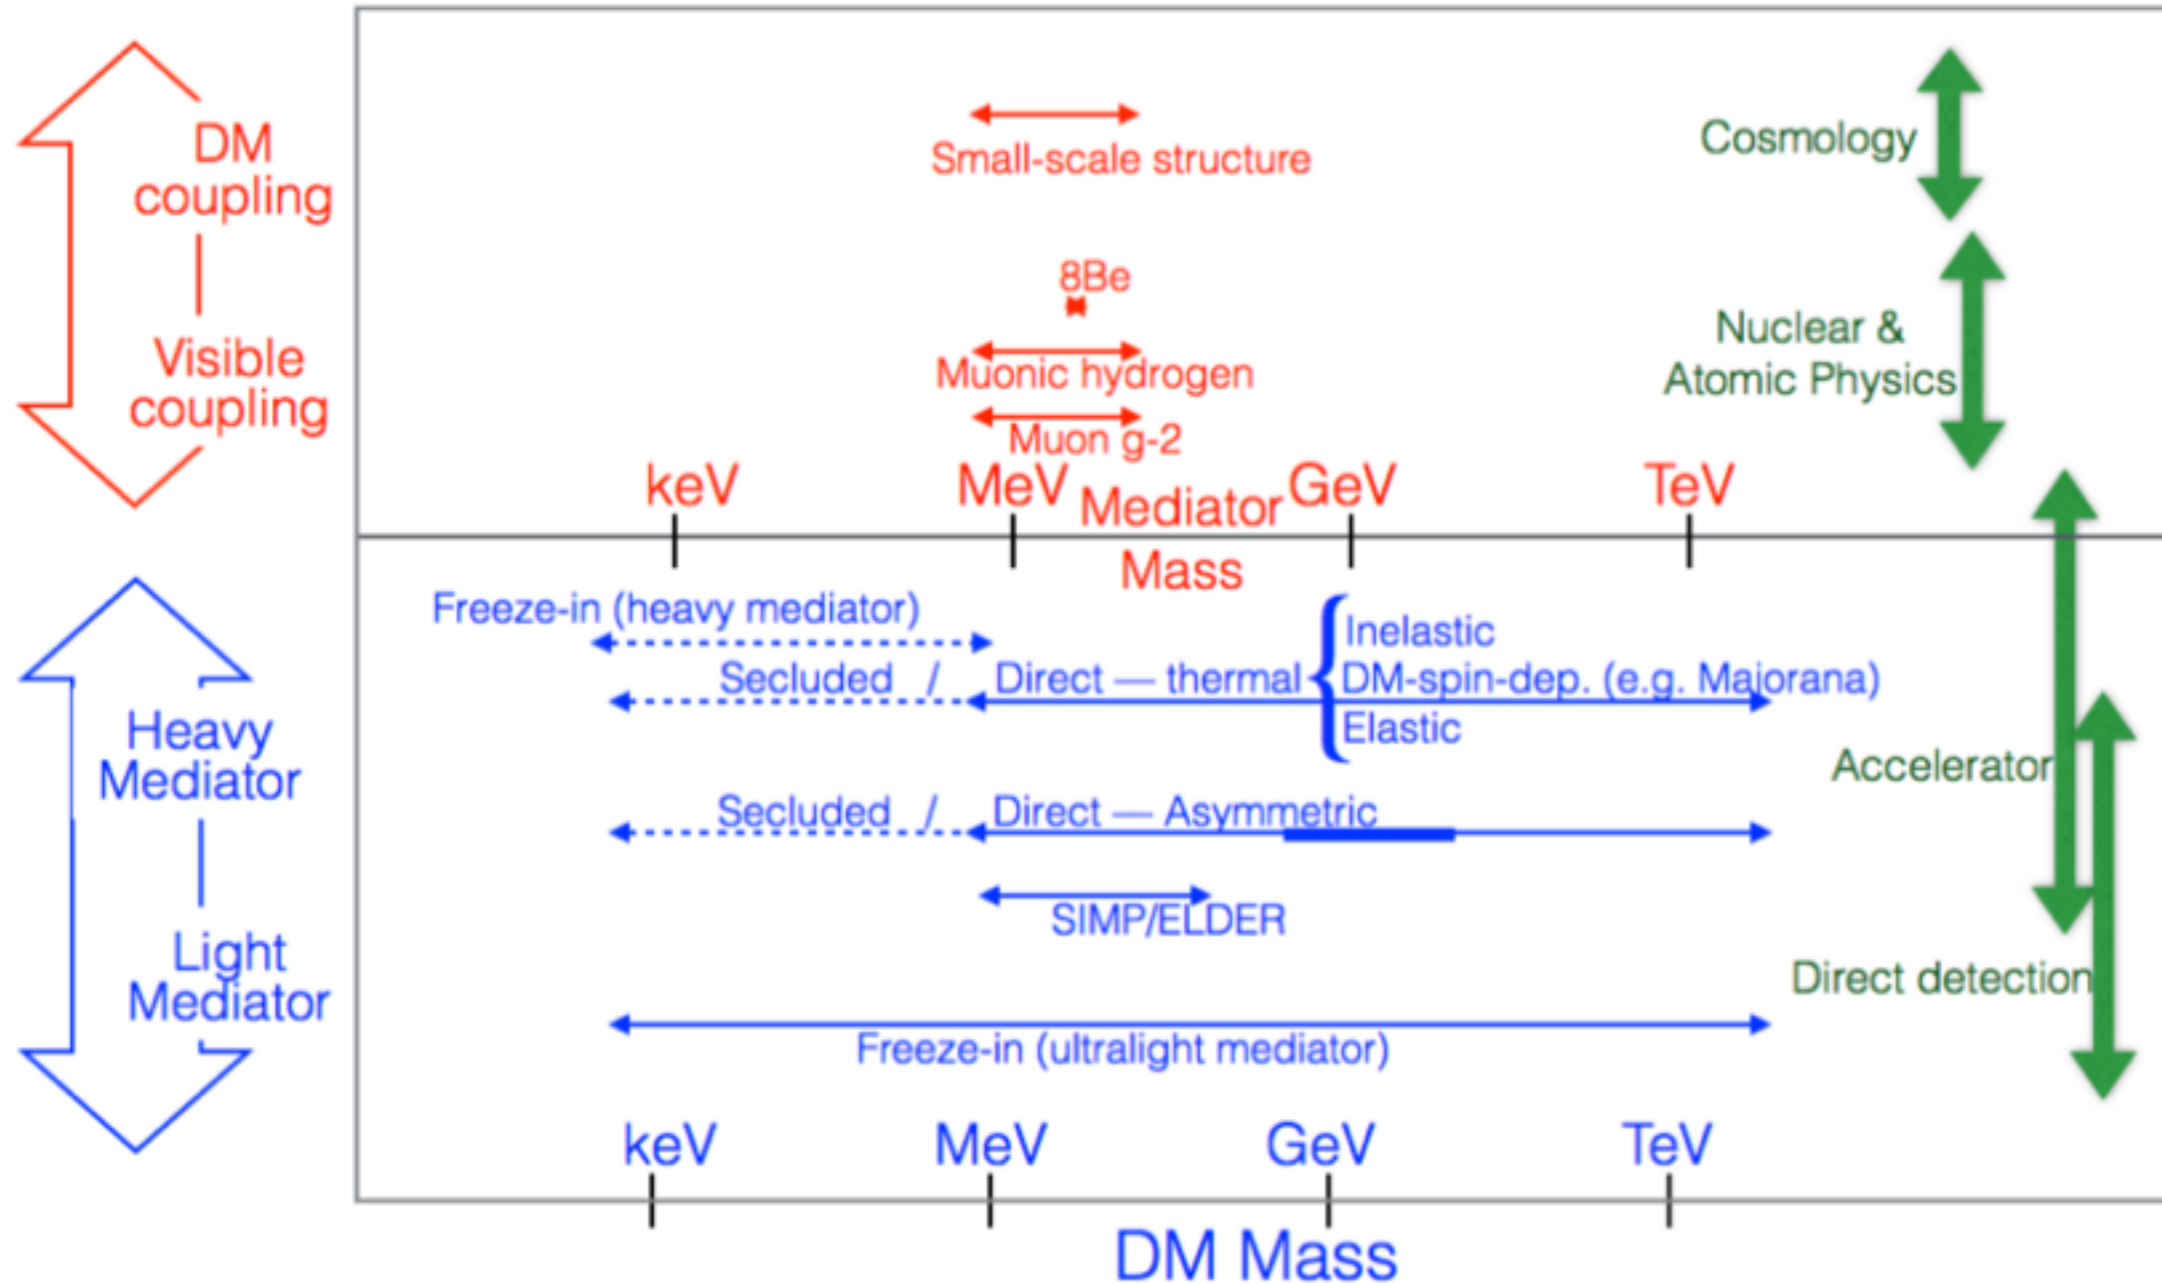 DM
coupling
Visible
coupling
Small-scale structure
8Be
Muonic hydrogen
Muon g-2
Cosmology
Nuclear &
Atomic Physics
keV MeV GeV TeV
Mediator
Mass
Heavy
Mediator
Light
Mediator
Freeze-in (heavy mediator)
Inelastic
Secluded / Direct — thermal { DM-spin-dep. (e.g. Majorana)
Elastic
Secluded / Direct — Asymmetric
SIMP/ELDER
Freeze-in (ultralight mediator)
Accelerator
Direct detection
keV MeV GeV TeV
DM Mass